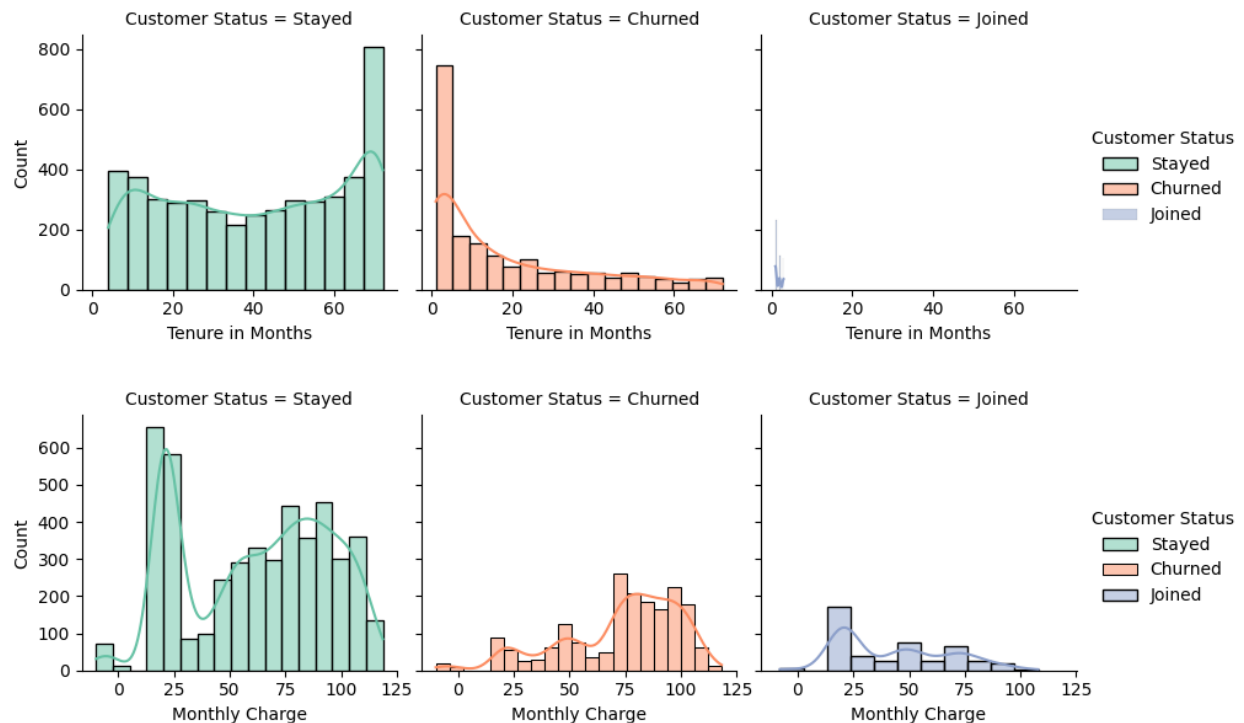 Customer Status = Stayed
Customer Status = Churned
Customer Status = Joined
800
600
400
200
0
Count
0 20 40 60
Tenure in Months
0 20 40 60
Tenure in Months
0 20 40 60
Tenure in Months
Customer Status
Stayed
Churned
Joined
Customer Status = Stayed
Customer Status = Churned
Customer Status = Joined
600
500
400
300
200
100
0
Count
0 25 50 75 100 125
Monthly Charge
0 25 50 75 100 125
Monthly Charge
0 25 50 75 100 125
Monthly Charge
Customer Status
Stayed
Churned
Joined